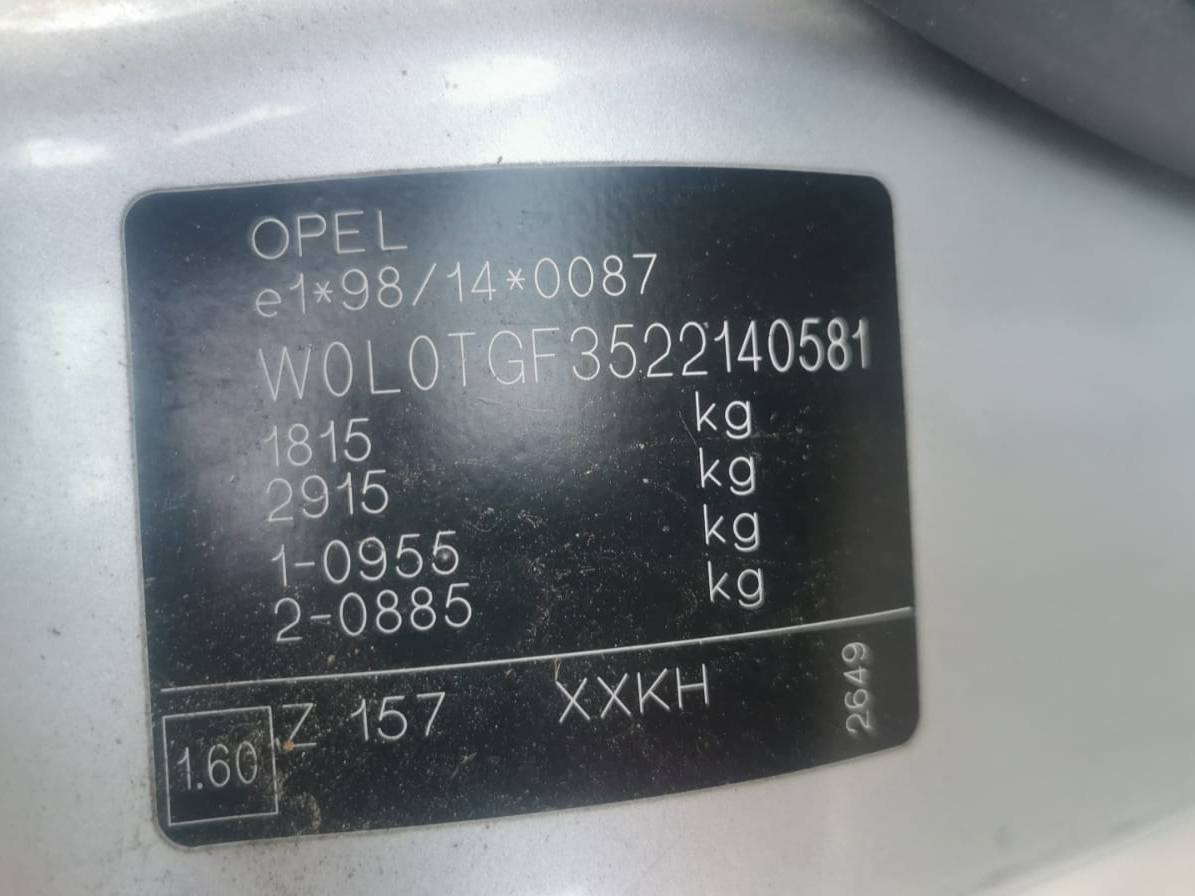 OPEL
e1*98/14*0087
W0L0TGF3522140581
1815 kg
2915 kg
1-0955 kg
2-0885 kg
1.60 Z 157 XXKH
2649